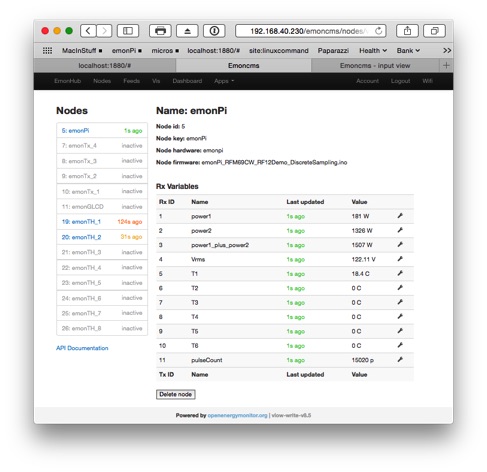 192.168.40.230/emoncms/nodes/
MacInStuff emonPi micros localhost:1880/# site:linuxcommand Paparazzi Health Bank >>
localhost:1880/# Emoncms Emoncms - input view +
EmonHub Nodes Feeds Vis Dashboard Apps Account Logout Wifi
Nodes
5: emonPi 1s ago
7: emonTx_4 inactive
8: emonTx_3 inactive
9: emonTx_2 inactive
10: emonTx_1 inactive
11: emonGLCD inactive
19: emonTH_1 124s ago
20: emonTH_2 51s ago
21: emonTH_3 inactive
22: emonTH_4 inactive
23: emonTH_5 inactive
24: emonTH_6 inactive
25: emonTH_7 inactive
26: emonTH_8 inactive
API Documentation
Name: emonPi
Node id: 5
Node key: emonPi
Node hardware: emonpi
Node firmware: emonPi_RFM69CW_RF12Demo_DiscreteSampling.ino
Rx Variables
Rx ID Name Last updated Value
1 power1 1s ago 181 W
2 power2 1s ago 1326 W
3 power1_plus_power2 1s ago 1507 W
4 Vrms 1s ago 122.11 V
5 T1 1s ago 18.4 C
6 T2 1s ago 0 C
7 T3 1s ago 0 C
8 T4 1s ago 0 C
9 T5 1s ago 0 C
10 T6 1s ago 0 C
11 pulseCount 1s ago 15020 p
Tx ID Name Last updated Value
Delete node
Powered by openenergymonitor.org |